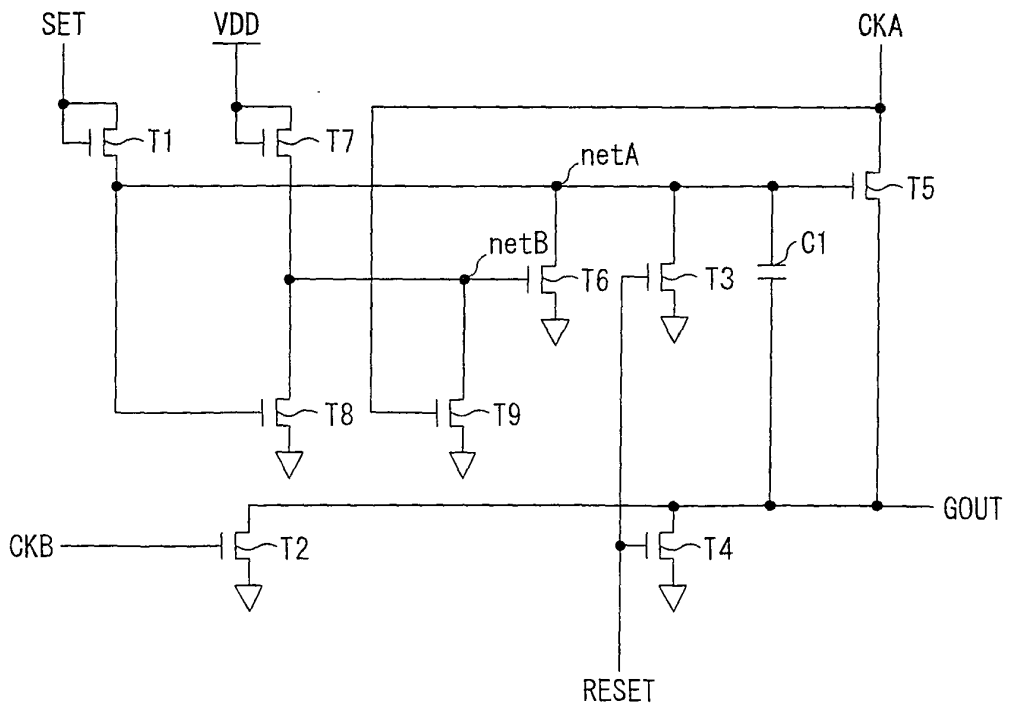 SET
VDD
CKA
T1
T7
netA
T5
netB
C1
T6
T3
T8
T9
GOUT
CKB
T2
T4
RESET